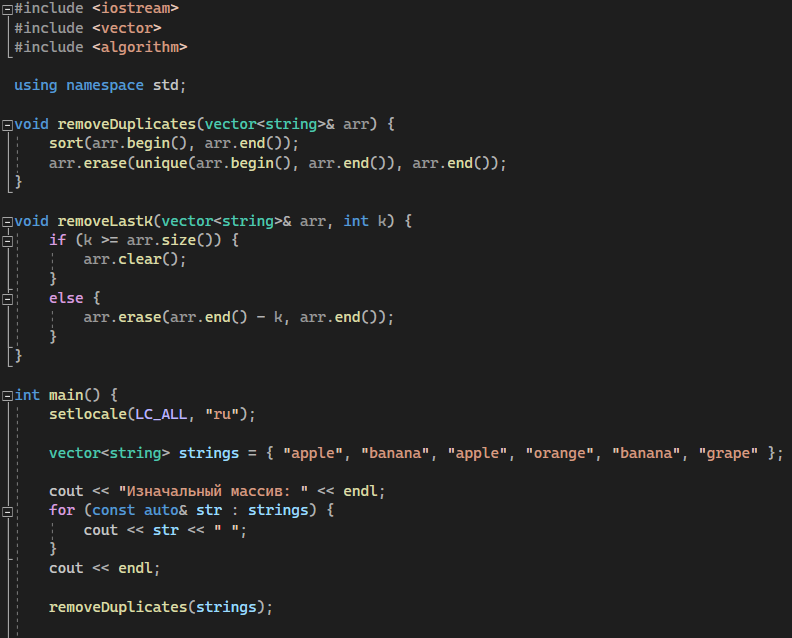 #include <iostream>
#include <vector>
#include <algorithm>
using namespace std;
void removeDuplicates(vector<string>& arr) {
sort(arr.begin(), arr.end());
arr.erase(unique(arr.begin(), arr.end()), arr.end());
}
void removeLastK(vector<string>& arr, int k) {
if (k >= arr.size()) {
arr.clear();
}
else {
arr.erase(arr.end() - k, arr.end());
}
}
int main() {
setlocale(LC_ALL, "ru");
vector<string> strings = { "apple", "banana", "apple", "orange", "banana", "grape" };
cout << "Изначальный массив: " << endl;
for (const auto& str : strings) {
cout << str << " ";
}
cout << endl;
removeDuplicates(strings);